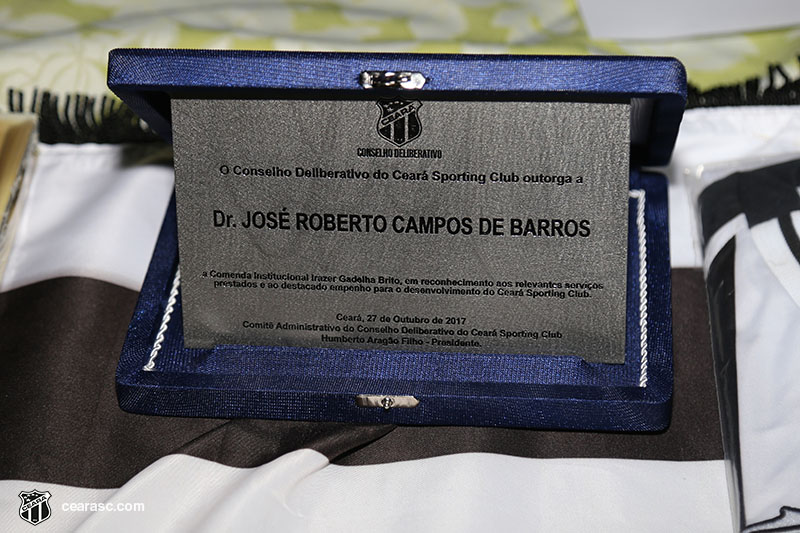 CEARÁ
CONSELHO DELIBERATIVO
O Conselho Deliberativo do Ceará Sporting Club outorga a
Dr. JOSÉ ROBERTO CAMPOS DE BARROS
a Comenda Institucional Irazer Gadelha Brito, em reconhecimento aos relevantes serviços
prestados e ao destacado empenho para o desenvolvimento do Ceará Sporting Club.
Ceará, 27 de Outubro de 2017
Comitê Administrativo do Conselho Deliberativo do Ceará Sporting Club
Humberto Aragão Filho - Presidente.
CEARÁ
cearasc.com